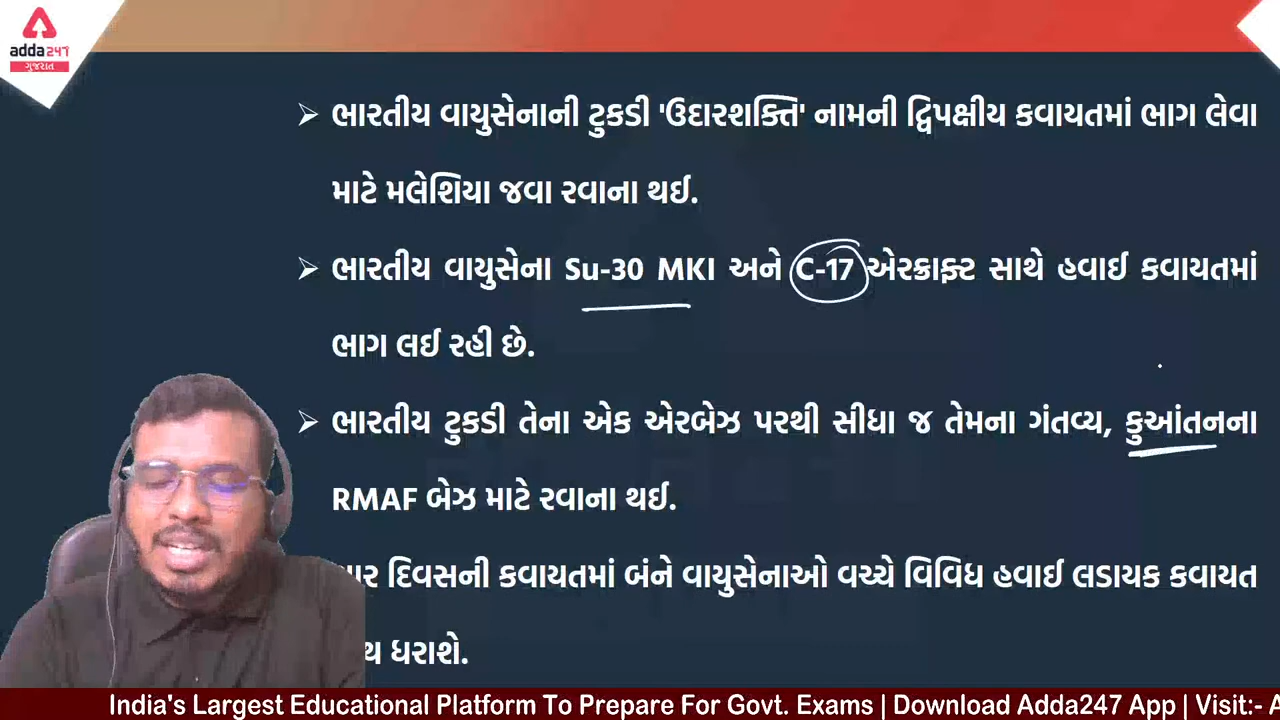 adda247
ગુજરાત
ભારતીય વાયુસેનાની ટુકડી 'ઉદારશક્તિ' નામની દ્વિપક્ષીય કવાયતમાં ભાગ લેવા
માટે મલેશિયા જવા રવાના થઈ.
ભારતીય વાયુસેના Su-30 MKI અને C-17 એરક્રાફ્ટ સાથે હવાઈ કવાયતમાં
ભાગ લઈ રહી છે.
ભારતીય ટુકડી તેના એક એરબેઝ પરથી સીધા જ તેમના ગંતવ્ય, કુઆંતનના
RMAF બેઝ માટે રવાના થઈ.
દિવસની કવાયતમાં બંને વાયુસેનાઓ વચ્ચે વિવિધ હવાઈ લડાયક કવાયત
ધરાશે.
India's Largest Educational Platform To Prepare For Govt. Exams | Download Adda247 App | Visit:- A